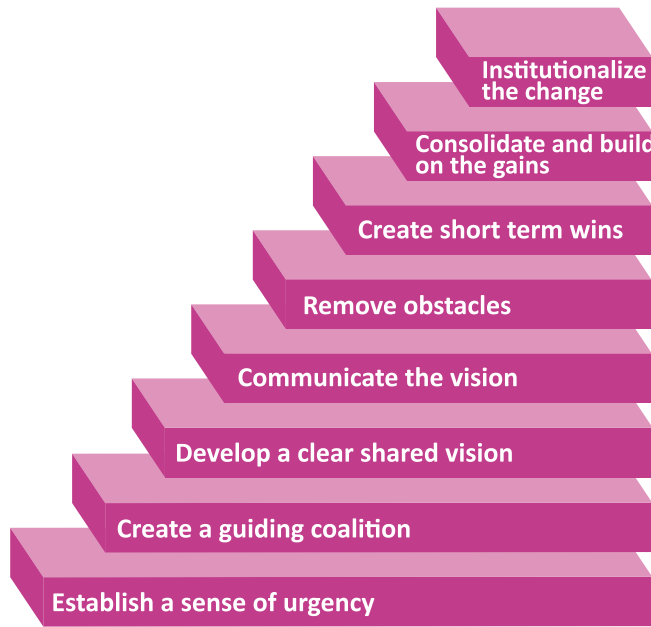 Institutionalize
the change
Consolidate and build
on the gains
Create short term wins
Remove obstacles
Communicate the vision
Develop a clear shared vision
Create a guiding coalition
Establish a sense of urgency